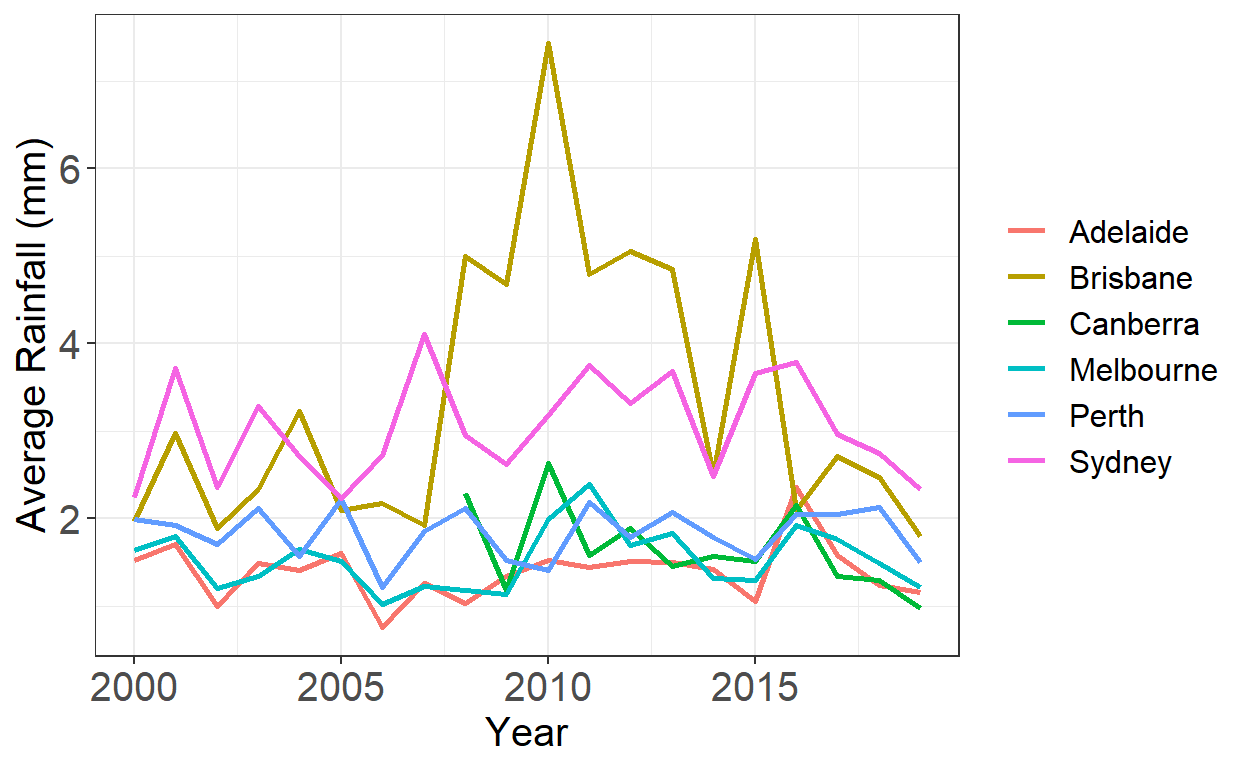 Average Rainfall (mm)
6
4
2
2000
2005
2010
2015
Year
Adelaide
Brisbane
Canberra
Melbourne
Perth
Sydney